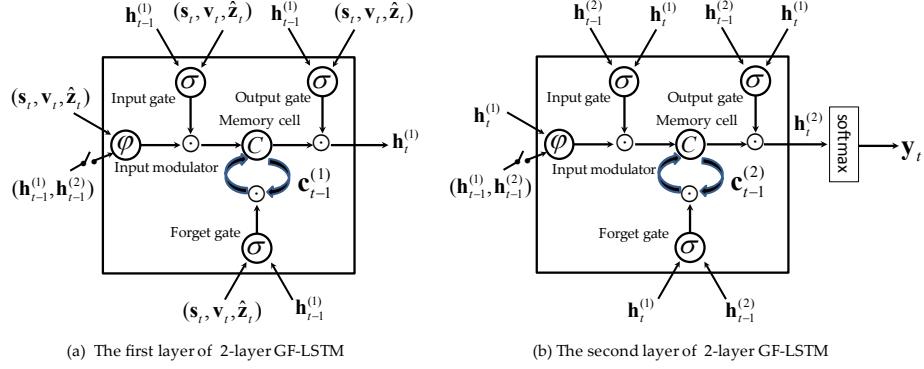 h_{t-1}^{(1)} (s_t, v_t, ẑ_t) h_{t-1}^{(1)} (s_t, v_t, ẑ_t)
σ σ
Input gate Output gate
(s_t, v_t, ẑ_t)
Memory cell
φ C h_t^{(1)}
Input modulator
(h_{t-1}^{(1)}, h_{t-1}^{(2)})
c_{t-1}^{(1)}
Forget gate
σ
(s_t, v_t, ẑ_t) h_{t-1}^{(1)}
(a) The first layer of 2-layer GF-LSTM
h_{t-1}^{(2)} h_t^{(1)} h_{t-1}^{(2)} h_t^{(1)}
σ σ
Input gate Output gate
h_t^{(1)}
Memory cell
φ C h_t^{(2)}
softmax
y_t
Input modulator
(h_{t-1}^{(1)}, h_{t-1}^{(2)})
c_{t-1}^{(2)}
Forget gate
σ
h_t^{(1)} h_{t-1}^{(2)}
(b) The second layer of 2-layer GF-LSTM